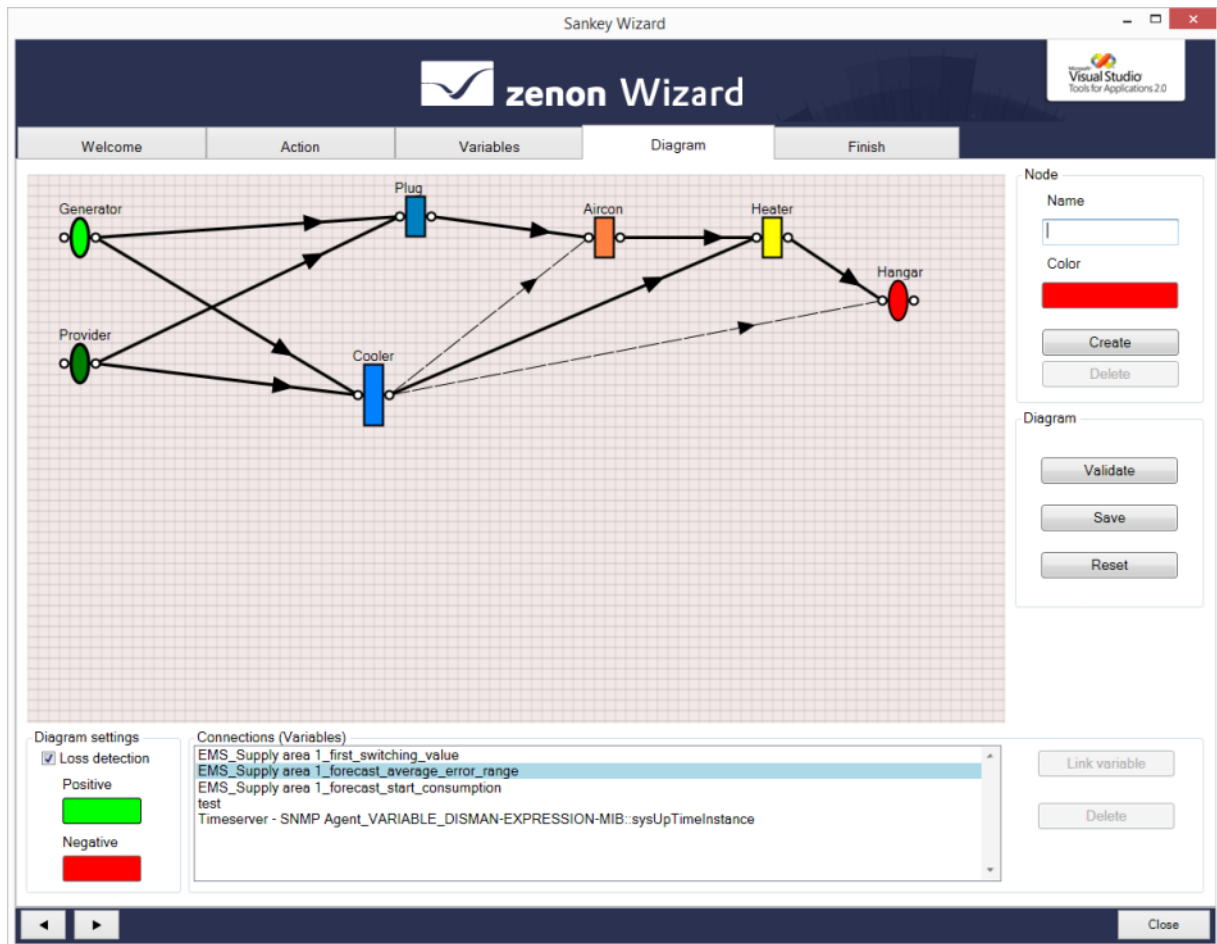 Sankey Wizard
zenon Wizard
Microsoft
Visual Studio
Tools for Applications 2.0
Welcome
Action
Variables
Diagram
Finish
Generator
Plug
Aircon
Heater
Hangar
Provider
Cooler
Node
Name
Color
Create
Delete
Diagram
Validate
Save
Reset
Diagram settings
Loss detection
Positive
Negative
Connections (Variables)
EMS_Supply area 1_first_switching_value
EMS_Supply area 1_forecast_average_error_range
EMS_Supply area 1_forecast_start_consumption
test
Timeserver - SNMP Agent_VARIABLE_DISMAN-EXPRESSION-MIB::sysUpTimeInstance
Link variable
Delete
Close